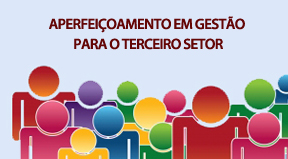 APERFEIÇOAMENTO EM GESTÃO
PARA O TERCEIRO SETOR